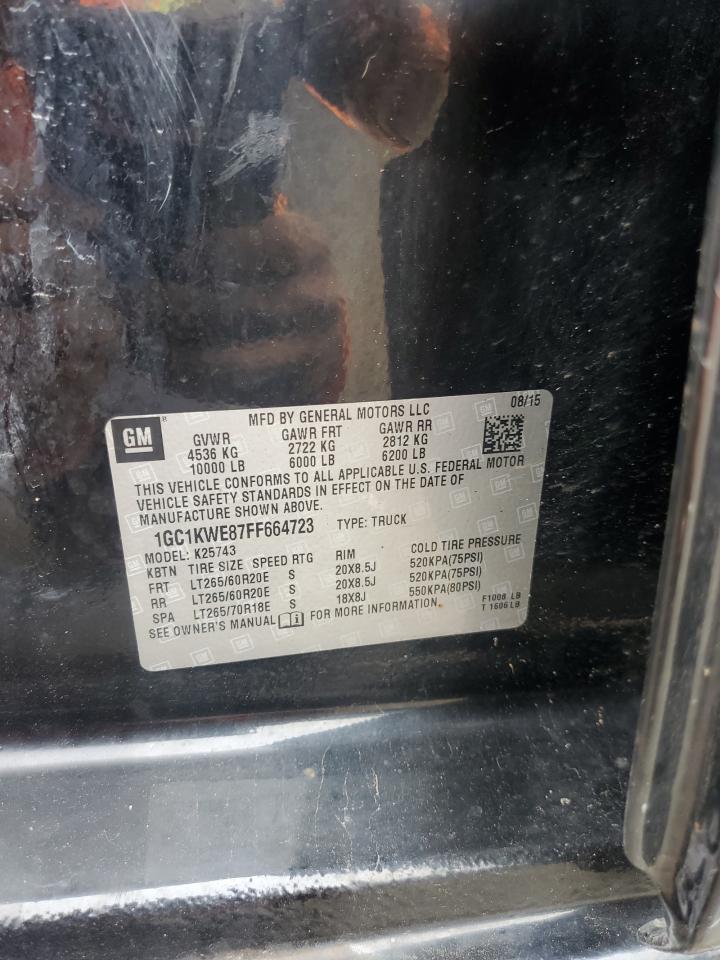 GM ®
MFD BY GENERAL MOTORS LLC 08/15
GVWR GAWR FRT GAWR RR
4536 KG 2722 KG 2812 KG
10000 LB 6000 LB 6200 LB
THIS VEHICLE CONFORMS TO ALL APPLICABLE U.S. FEDERAL MOTOR
VEHICLE SAFETY STANDARDS IN EFFECT ON THE DATE OF
MANUFACTURE SHOWN ABOVE.
1GC1KWE87FF664723 TYPE: TRUCK
MODEL: K25743
KBTN TIRE SIZE SPEED RTG RIM COLD TIRE PRESSURE
FRT LT265/60R20E S 20X8.5J 520KPA(75PSI)
RR LT265/60R20E S 20X8.5J 520KPA(75PSI)
SPA LT265/70R18E S 18X8J 550KPA(80PSI)
SEE OWNER'S MANUAL i FOR MORE INFORMATION.
F1008 LB
T 1606 LB